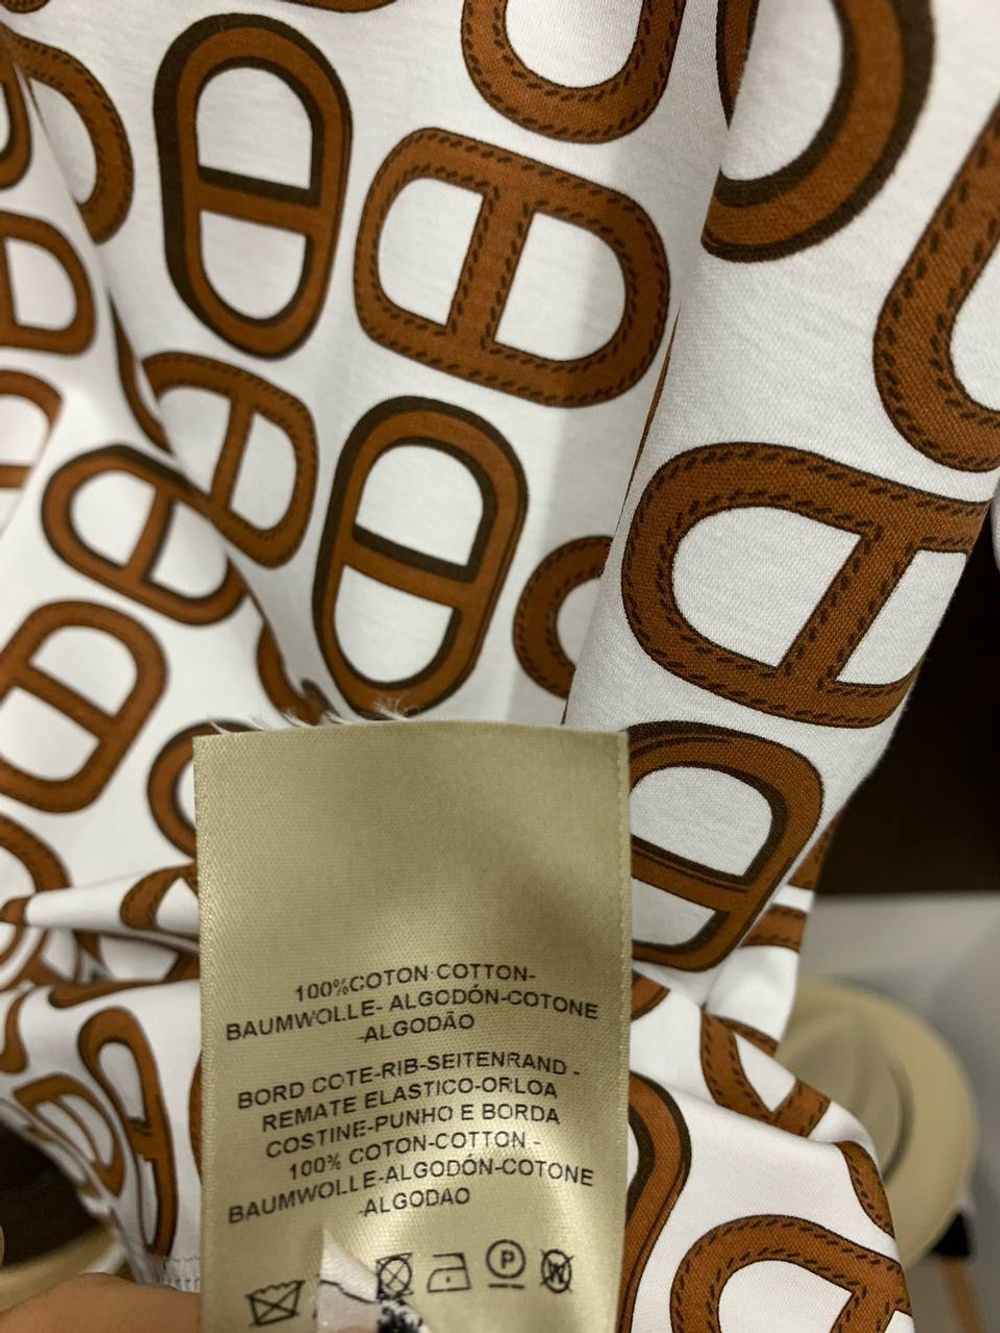 100%COTON·COTTON-
BAUMWOLLE- ALGODÓN-COTONE
-ALGODÃO
BORD COTE-RIB-SEITENRAND -
REMATE ELASTICO-ORLOA
COSTINE-PUNHO E BORDA
100% COTON-COTTON -
BAUMWOLLE-ALGODÓN-COTONE
-ALGODAO
P
W